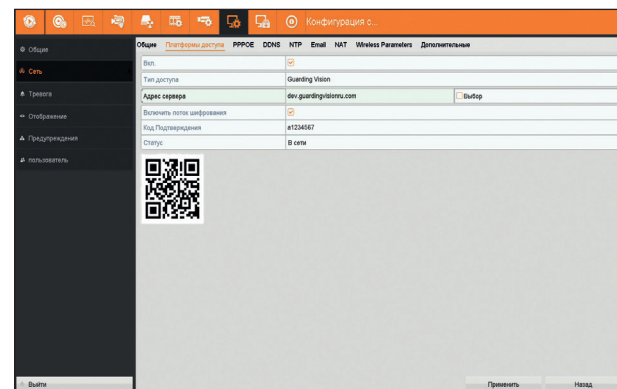 Конфигурация с...
Общие
Сеть
Тревога
Отображение
Предупреждения
пользователь
Выйти
Общие Платформы доступа PPPOE DDNS NTP Email NAT Wireless Parameters Дополнительные
Вкл.
Тип доступа Guarding Vision
Адрес сервера dev.guardingvisionru.com Выбор
Включить поток шифрования
Код Подтверждения a1234567
Статус В сети
Применить Назад